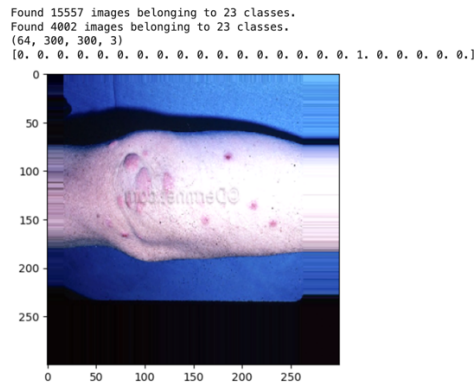 Found 15557 images belonging to 23 classes.
Found 4002 images belonging to 23 classes.
(64, 300, 300, 3)
[0. 0. 0. 0. 0. 0. 0. 0. 0. 0. 0. 0. 0. 0. 0. 0. 0. 1. 0. 0. 0. 0. 0.]
0
50
100
150
200
250
0 50 100 150 200 250